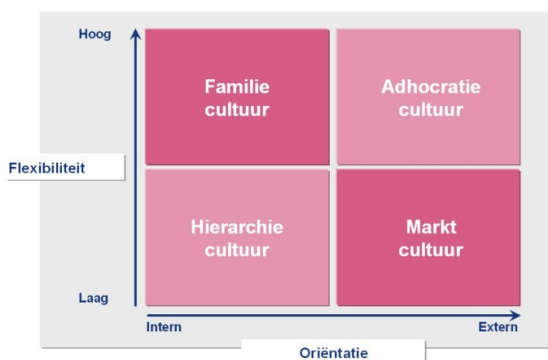 Hoog
Familie
cultuur
Adhocratie
cultuur
Flexibiliteit
Hierarchie
cultuur
Markt
cultuur
Laag
Intern
Extern
Oriëntatie